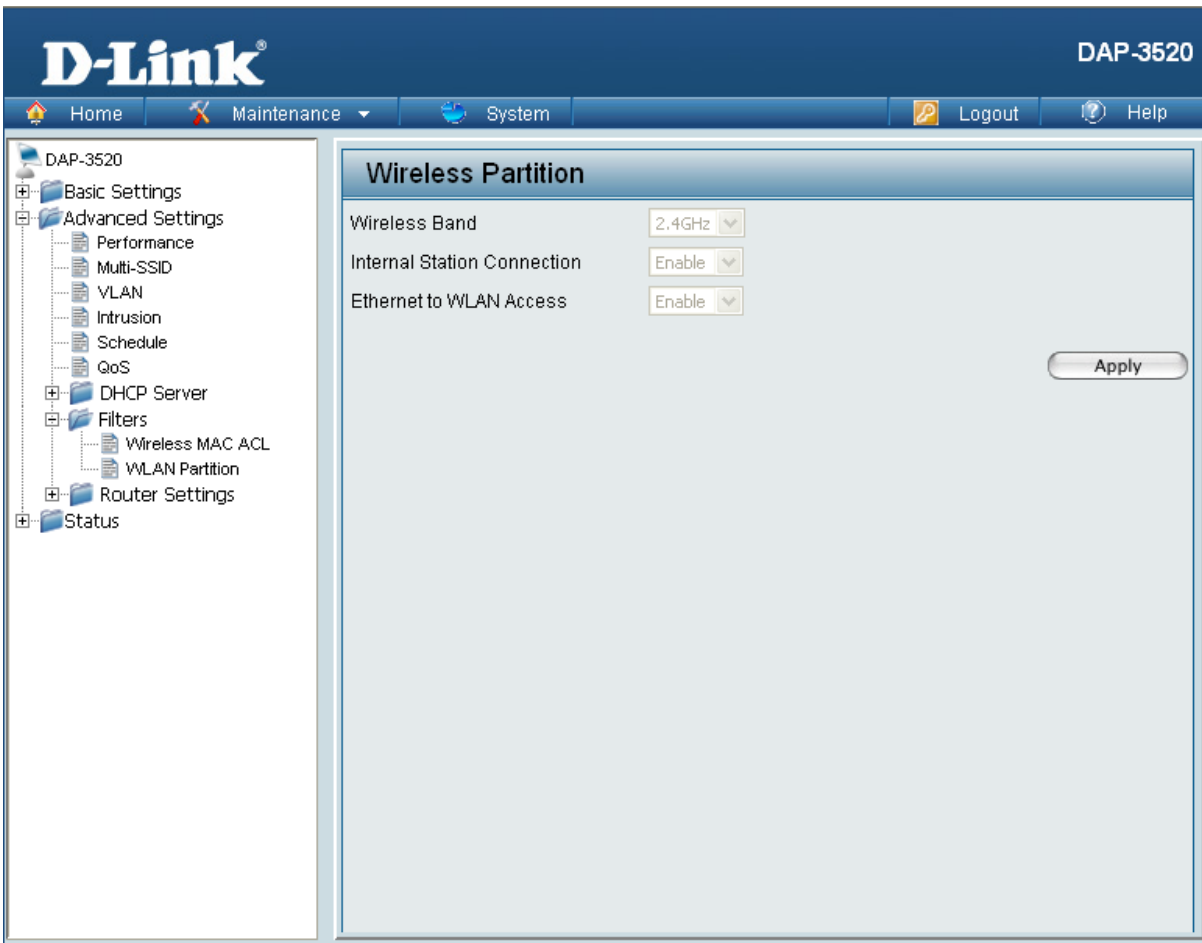 D-Link®
DAP-3520
Home
Maintenance
System
Logout
Help
DAP-3520
Basic Settings
Advanced Settings
Performance
Multi-SSID
VLAN
Intrusion
Schedule
QoS
DHCP Server
Filters
Wireless MAC ACL
WLAN Partition
Router Settings
Status
Wireless Partition
Wireless Band 2.4GHz
Internal Station Connection Enable
Ethernet to WLAN Access Enable
Apply